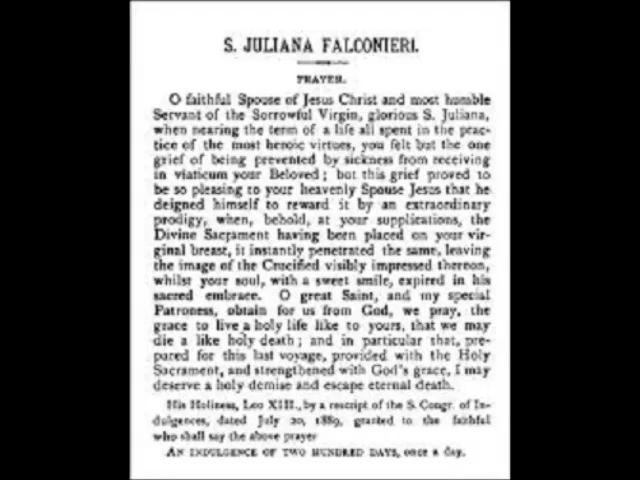 S. JULIANA FALCONIERI.
PRAYER.
O faithful Spouse of Jesus Christ and most humble
Servant of the Sorrowful Virgin, glorious S. Juliana,
when nearing the term of a life all spent in the prac-
tice of the most heroic virtues, you felt but the one
grief of being prevented by sickness from receiving
in viaticum your Beloved; but this grief proved to
be so pleasing to your heavenly Spouse Jesus that he
deigned himself to reward it by an extraordinary
prodigy, when, behold, at your supplications, the
Divine Sacrament having been placed on your vir-
ginal breast, it instantly penetrated the same, leaving
the image of the Crucified visibly impressed thereon,
whilst your soul, with a sweet smile, expired in his
sacred embrace. O great Saint, and my special
Patroness, obtain for us from God, we pray, the
grace to live a holy life like to yours, that we may
die a like holy death; and in particular that, pre-
pared for this last voyage, provided with the Holy
Sacrament, and strengthened with God's grace, I may
deserve a holy demise and escape eternal death.
His Holiness, Leo XIII., by a rescript of the S. Congr. of In-
dulgences, dated July 20, 1889, granted to the faithful
who shall say the above prayer
AN INDULGENCE OF TWO HUNDRED DAYS, once a day.